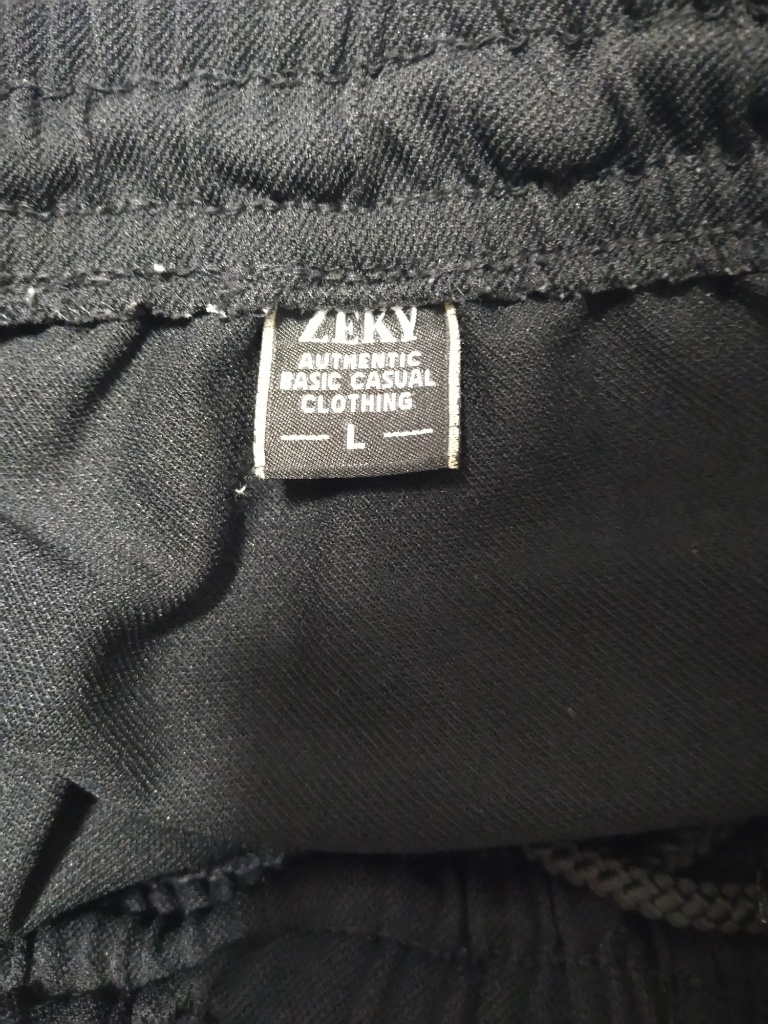 ZEKY
AUTHENTIC
BASIC CASUAL
CLOTHING
L